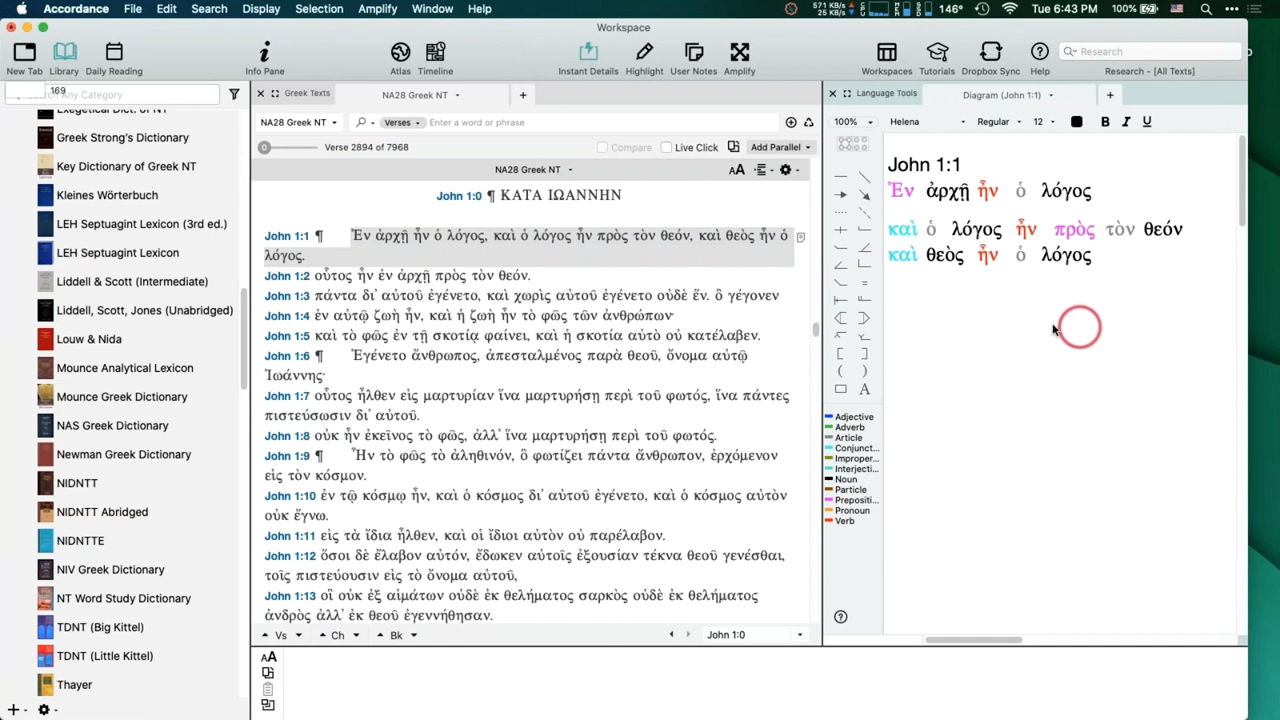 Accordance File Edit Search Display Selection Amplify Window Help
571 KB/s
25 KB/s
146° Tue 6:43 PM 100%
Workspace
New Tab Library Daily Reading Info Pane Atlas Timeline Instant Details Highlight User Notes Amplify Workspaces Tutorials Dropbox Sync Help
Research
Research - [All Texts]
169
Any Category
Greek Strong's Dictionary
Key Dictionary of Greek NT
Kleines Wörterbuch
LEH Septuagint Lexicon (3rd ed.)
LEH Septuagint Lexicon
Liddell & Scott (Intermediate)
Liddell, Scott, Jones (Unabridged)
Louw & Nida
Mounce Analytical Lexicon
Mounce Greek Dictionary
NAS Greek Dictionary
Newman Greek Dictionary
NIDNTT
NIDNTT Abridged
NIDNTTE
NIV Greek Dictionary
NT Word Study Dictionary
TDNT (Big Kittel)
TDNT (Little Kittel)
Thayer
Greek Texts NA28 Greek NT
NA28 Greek NT Verses Enter a word or phrase
Verse 2894 of 7968 Compare Live Click Add Parallel
NA28 Greek NT
John 1:0 ¶ ΚΑΤΑ ΙΩΑΝΝΗΝ
John 1:1 ¶ Ἐν ἀρχῇ ἦν ὁ λόγος, καὶ ὁ λόγος ἦν πρὸς τὸν θεόν, καὶ θεὸς ἦν ὁ
λόγος.
John 1:2 οὗτος ἦν ἐν ἀρχῇ πρὸς τὸν θεόν.
John 1:3 πάντα δι' αὐτοῦ ἐγένετο, καὶ χωρὶς αὐτοῦ ἐγένετο οὐδὲ ἕν. ὃ γέγονεν
John 1:4 ἐν αὐτῷ ζωὴ ἦν, καὶ ἡ ζωὴ ἦν τὸ φῶς τῶν ἀνθρώπων·
John 1:5 καὶ τὸ φῶς ἐν τῇ σκοτίᾳ φαίνει, καὶ ἡ σκοτία αὐτὸ οὐ κατέλαβεν.
John 1:6 ¶ Ἐγένετο ἄνθρωπος, ἀπεσταλμένος παρὰ θεοῦ, ὄνομα αὐτῷ
Ἰωάννης·
John 1:7 οὗτος ἦλθεν εἰς μαρτυρίαν ἵνα μαρτυρήσῃ περὶ τοῦ φωτός, ἵνα πάντες
πιστεύσωσιν δι' αὐτοῦ.
John 1:8 οὐκ ἦν ἐκεῖνος τὸ φῶς, ἀλλ' ἵνα μαρτυρήσῃ περὶ τοῦ φωτός.
John 1:9 ¶ Ἦν τὸ φῶς τὸ ἀληθινόν, ὃ φωτίζει πάντα ἄνθρωπον, ἐρχόμενον
εἰς τὸν κόσμον.
John 1:10 ἐν τῷ κόσμῳ ἦν, καὶ ὁ κόσμος δι' αὐτοῦ ἐγένετο, καὶ ὁ κόσμος αὐτὸν
οὐκ ἔγνω.
John 1:11 εἰς τὰ ἴδια ἦλθεν, καὶ οἱ ἴδιοι αὐτὸν οὐ παρέλαβον.
John 1:12 ὅσοι δὲ ἔλαβον αὐτόν, ἔδωκεν αὐτοῖς ἐξουσίαν τέκνα θεοῦ γενέσθαι,
τοῖς πιστεύουσιν εἰς τὸ ὄνομα αὐτοῦ,
John 1:13 οἳ οὐκ ἐξ αἱμάτων οὐδὲ ἐκ θελήματος σαρκὸς οὐδὲ ἐκ θελήματος
ἀνδρὸς ἀλλ' ἐκ θεοῦ ἐγεννήθησαν.
Vs Ch Bk John 1:0
Language Tools Diagram (John 1:1)
100% Helena Regular 12 B I U
John 1:1
Ἐν ἀρχῇ ἦν ὁ λόγος
καὶ ὁ λόγος ἦν πρὸς τὸν θεόν
καὶ θεὸς ἦν ὁ λόγος
Adjective
Adverb
Article
Conjunct...
Improper...
Interjecti...
Noun
Particle
Prepositi...
Pronoun
Verb